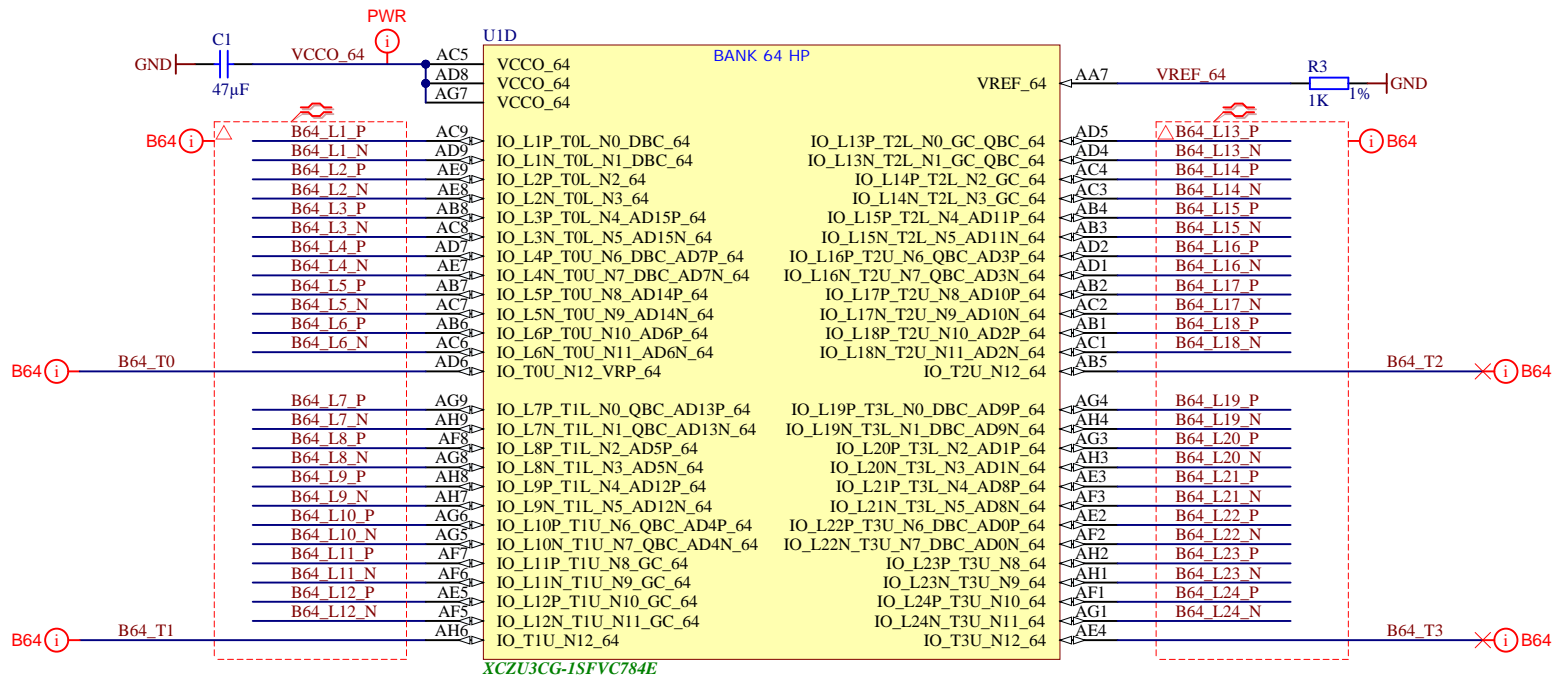 PWR
C1
U1D
GND VCCO_64 AC5 VCCO_64 BANK 64 HP
47µF AD8 VCCO_64 VREF_64 AA7 VREF_64 R3 1K 1% GND
AG7 VCCO_64
B64 i B64_L1_P AC9 IO_L1P_T0L_N0_DBC_64 IO_L13P_T2L_N0_GC_QBC_64 AD5 B64_L13_P i B64
B64_L1_N AD9 IO_L1N_T0L_N1_DBC_64 IO_L13N_T2L_N1_GC_QBC_64 AD4 B64_L13_N
B64_L2_P AE9 IO_L2P_T0L_N2_64 IO_L14P_T2L_N2_GC_64 AC4 B64_L14_P
B64_L2_N AE8 IO_L2N_T0L_N3_64 IO_L14N_T2L_N3_GC_64 AC3 B64_L14_N
B64_L3_P AB8 IO_L3P_T0L_N4_AD15P_64 IO_L15P_T2L_N4_AD11P_64 AB4 B64_L15_P
B64_L3_N AC8 IO_L3N_T0L_N5_AD15N_64 IO_L15N_T2L_N5_AD11N_64 AB3 B64_L15_N
B64_L4_P AD7 IO_L4P_T0U_N6_DBC_AD7P_64 IO_L16P_T2U_N6_QBC_AD3P_64 AD2 B64_L16_P
B64_L4_N AE7 IO_L4N_T0U_N7_DBC_AD7N_64 IO_L16N_T2U_N7_QBC_AD3N_64 AD1 B64_L16_N
B64_L5_P AB7 IO_L5P_T0U_N8_AD14P_64 IO_L17P_T2U_N8_AD10P_64 AB2 B64_L17_P
B64_L5_N AC7 IO_L5N_T0U_N9_AD14N_64 IO_L17N_T2U_N9_AD10N_64 AC2 B64_L17_N
B64_L6_P AB6 IO_L6P_T0U_N10_AD6P_64 IO_L18P_T2U_N10_AD2P_64 AB1 B64_L18_P
B64_L6_N AC6 IO_L6N_T0U_N11_AD6N_64 IO_L18N_T2U_N11_AD2N_64 AC1 B64_L18_N
B64 i B64_T0 AD6 IO_T0U_N12_VRP_64 IO_T2U_N12_64 AB5 B64_T2 i B64
B64_L7_P AG9 IO_L7P_T1L_N0_QBC_AD13P_64 IO_L19P_T3L_N0_DBC_AD9P_64 AG4 B64_L19_P
B64_L7_N AH9 IO_L7N_T1L_N1_QBC_AD13N_64 IO_L19N_T3L_N1_DBC_AD9N_64 AH4 B64_L19_N
B64_L8_P AF8 IO_L8P_T1L_N2_AD5P_64 IO_L20P_T3L_N2_AD1P_64 AG3 B64_L20_P
B64_L8_N AG8 IO_L8N_T1L_N3_AD5N_64 IO_L20N_T3L_N3_AD1N_64 AH3 B64_L20_N
B64_L9_P AH8 IO_L9P_T1L_N4_AD12P_64 IO_L21P_T3L_N4_AD8P_64 AE3 B64_L21_P
B64_L9_N AH7 IO_L9N_T1L_N5_AD12N_64 IO_L21N_T3L_N5_AD8N_64 AF3 B64_L21_N
B64_L10_P AG6 IO_L10P_T1U_N6_QBC_AD4P_64 IO_L22P_T3U_N6_DBC_AD0P_64 AE2 B64_L22_P
B64_L10_N AG5 IO_L10N_T1U_N7_QBC_AD4N_64 IO_L22N_T3U_N7_DBC_AD0N_64 AF2 B64_L22_N
B64_L11_P AF7 IO_L11P_T1U_N8_GC_64 IO_L23P_T3U_N8_64 AH2 B64_L23_P
B64_L11_N AF6 IO_L11N_T1U_N9_GC_64 IO_L23N_T3U_N9_64 AH1 B64_L23_N
B64_L12_P AE5 IO_L12P_T1U_N10_GC_64 IO_L24P_T3U_N10_64 AF1 B64_L24_P
B64_L12_N AF5 IO_L12N_T1U_N11_GC_64 IO_L24N_T3U_N11_64 AG1 B64_L24_N
B64 i B64_T1 AH6 IO_T1U_N12_64 IO_T3U_N12_64 AE4 B64_T3 i B64
XCZU3CG-1SFVC784E